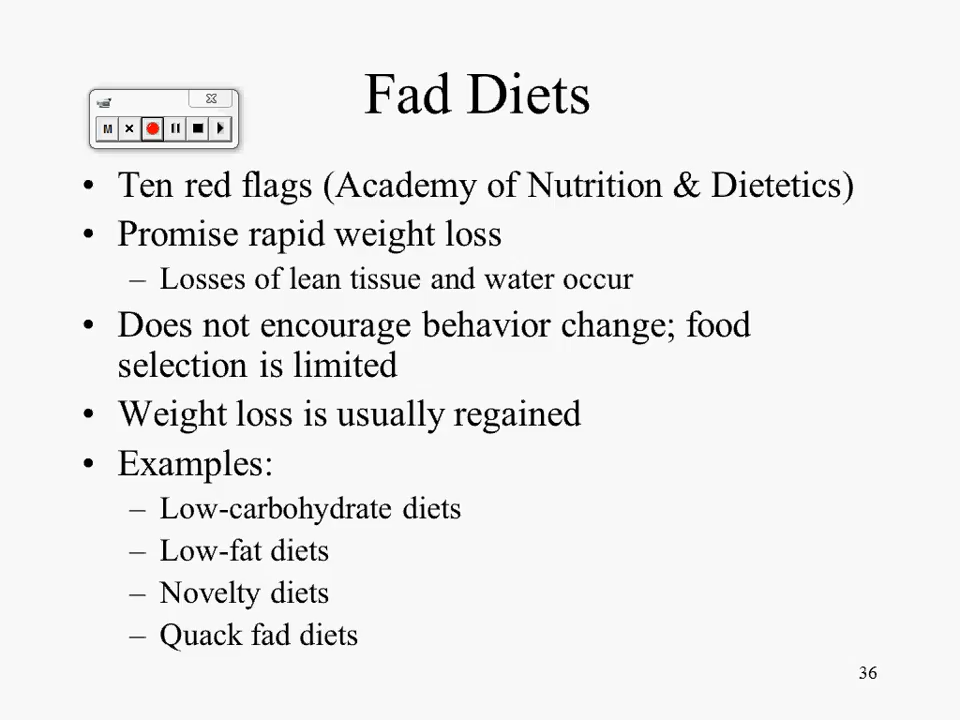 Fad Diets
M
• Ten red flags (Academy of Nutrition & Dietetics)
• Promise rapid weight loss
– Losses of lean tissue and water occur
• Does not encourage behavior change; food
selection is limited
• Weight loss is usually regained
• Examples:
– Low-carbohydrate diets
– Low-fat diets
– Novelty diets
– Quack fad diets
36